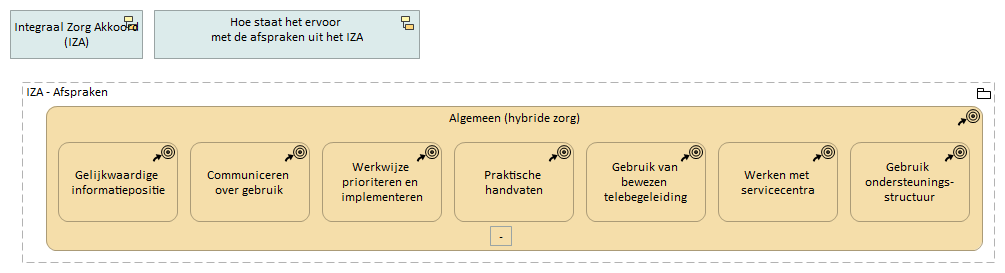 Integraal Zorg Akkoord
(IZA)
Hoe staat het ervoor
met de afspraken uit het IZA
IZA - Afspraken
Algemeen (hybride zorg)
Gelijkwaardige
informatiepositie
Communiceren
over gebruik
Werkwijze
prioriteren en
implementeren
Praktische
handvaten
Gebruik van
bewezen
telebegeleiding
Werken met
servicecentra
Gebruik
ondersteunings-
structuur
-